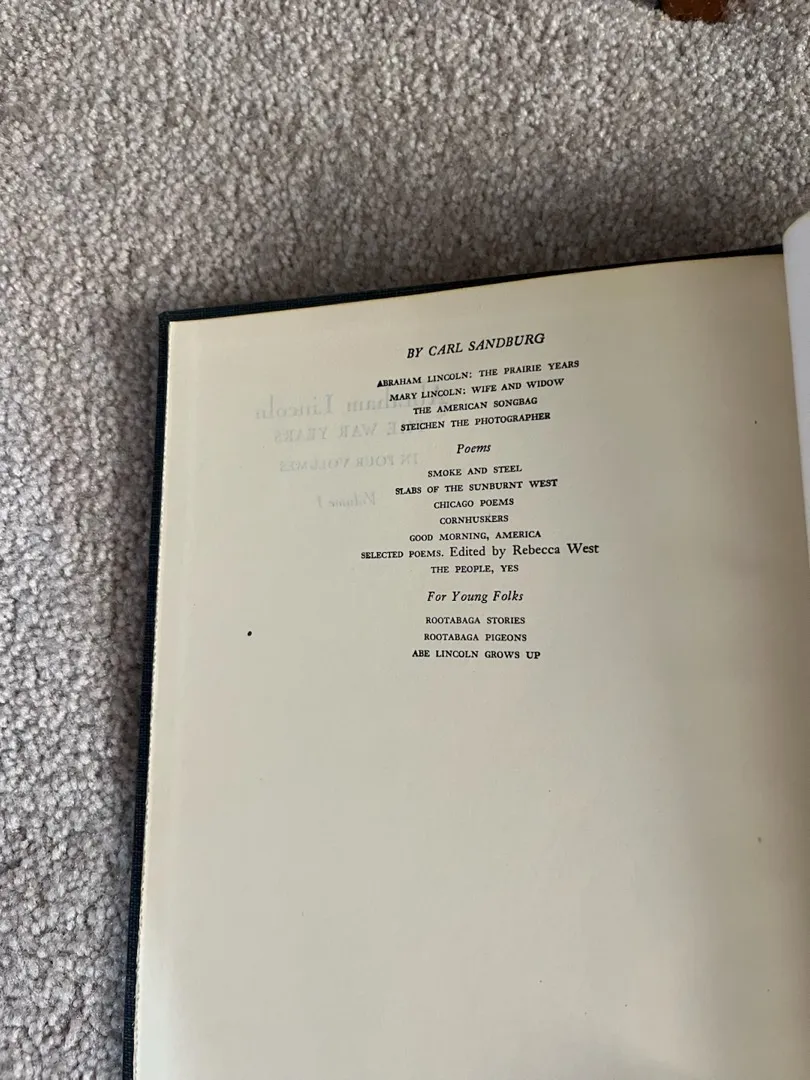 BY CARL SANDBURG
ABRAHAM LINCOLN: THE PRAIRIE YEARS
MARY LINCOLN: WIFE AND WIDOW
THE AMERICAN SONGBAG
STEICHEN THE PHOTOGRAPHER
Poems
SMOKE AND STEEL
SLABS OF THE SUNBURNT WEST
CHICAGO POEMS
CORNHUSKERS
GOOD MORNING, AMERICA
SELECTED POEMS. Edited by Rebecca West
THE PEOPLE, YES
For Young Folks
ROOTABAGA STORIES
ROOTABAGA PIGEONS
ABE LINCOLN GROWS UP